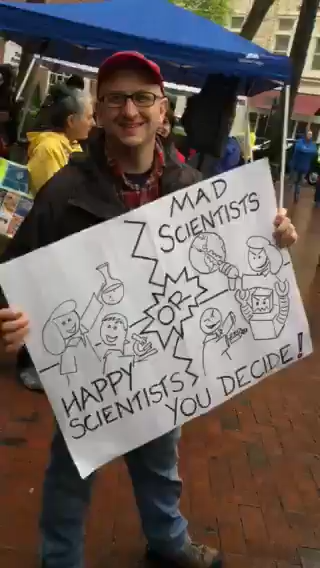 MAD
SCIENTISTS
OR
HAPPY
SCIENTISTS
YOU DECIDE!